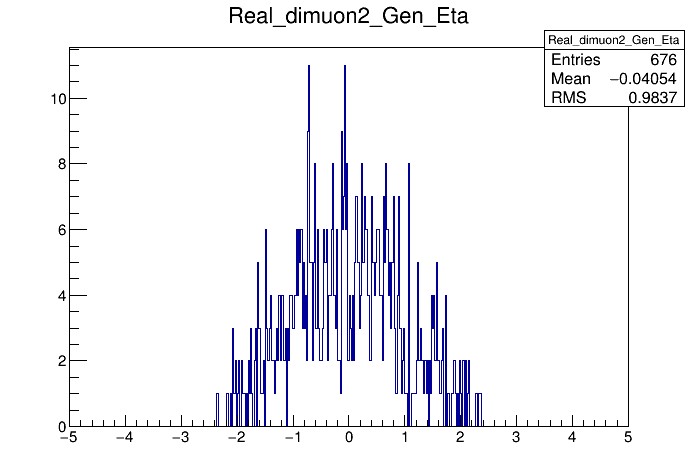 Real_dimuon2_Gen_Eta
Real_dimuon2_Gen_Eta
Entries 676
Mean −0.04054
RMS 0.9837
10
8
6
4
2
0
−5 −4 −3 −2 −1 0 1 2 3 4 5